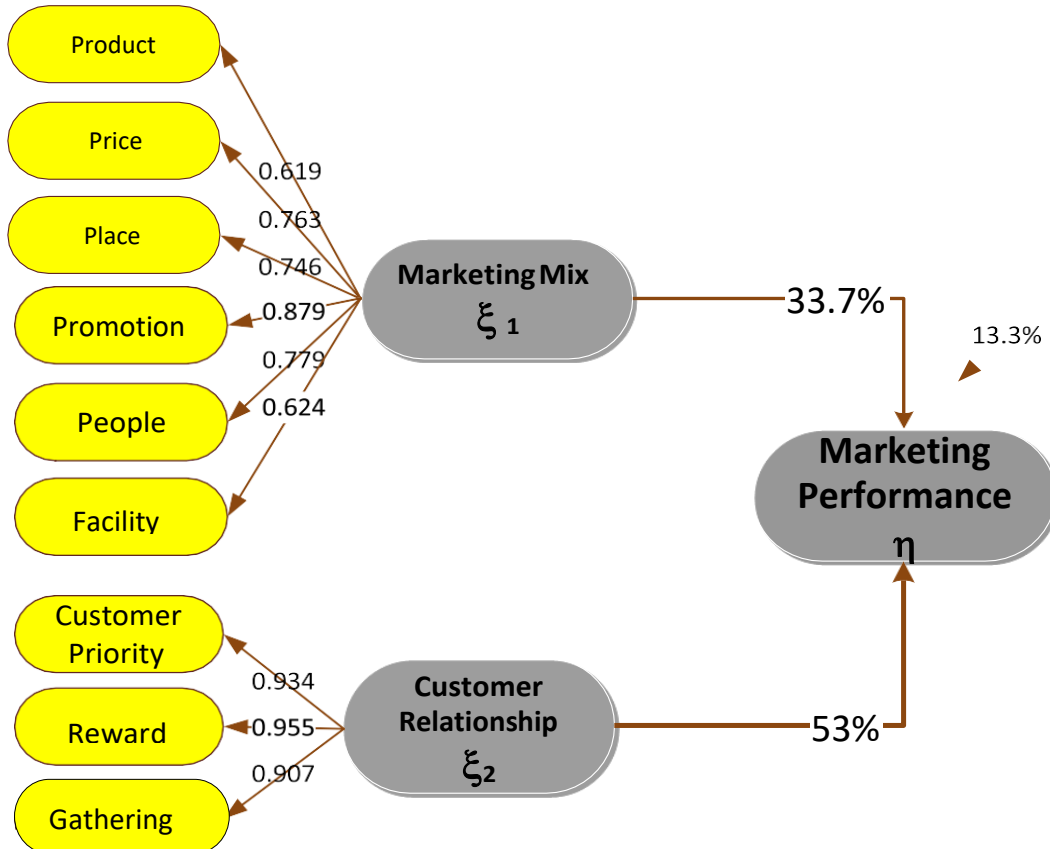 Product
Price
Place
Promotion
People
Facility
0.619
0.763
0.746
0.879
0.779
0.624
Marketing Mix
ξ 1
33.7%
13.3%
Marketing
Performance
η
Customer
Priority
Reward
Gathering
0.934
0.955
0.907
Customer
Relationship
ξ2
53%